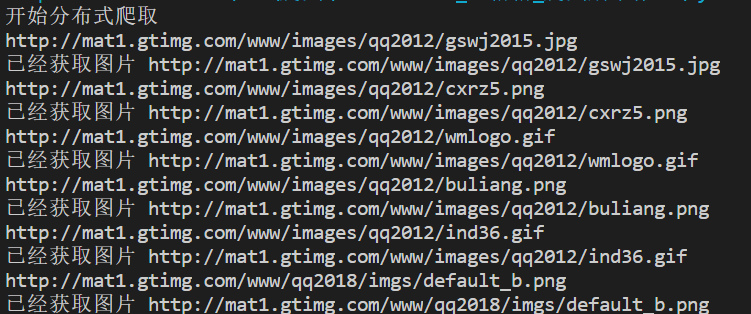 开始分布式爬取
http://mat1.gtimg.com/www/images/qq2012/gswj2015.jpg
已经获取图片 http://mat1.gtimg.com/www/images/qq2012/gswj2015.jpg
http://mat1.gtimg.com/www/images/qq2012/cxrz5.png
已经获取图片 http://mat1.gtimg.com/www/images/qq2012/cxrz5.png
http://mat1.gtimg.com/www/images/qq2012/wmlogo.gif
已经获取图片 http://mat1.gtimg.com/www/images/qq2012/wmlogo.gif
http://mat1.gtimg.com/www/images/qq2012/buliang.png
已经获取图片 http://mat1.gtimg.com/www/images/qq2012/buliang.png
http://mat1.gtimg.com/www/images/qq2012/ind36.gif
已经获取图片 http://mat1.gtimg.com/www/images/qq2012/ind36.gif
http://mat1.gtimg.com/www/qq2018/imgs/default_b.png
已经获取图片 http://mat1.gtimg.com/www/qq2018/imgs/default_b.png